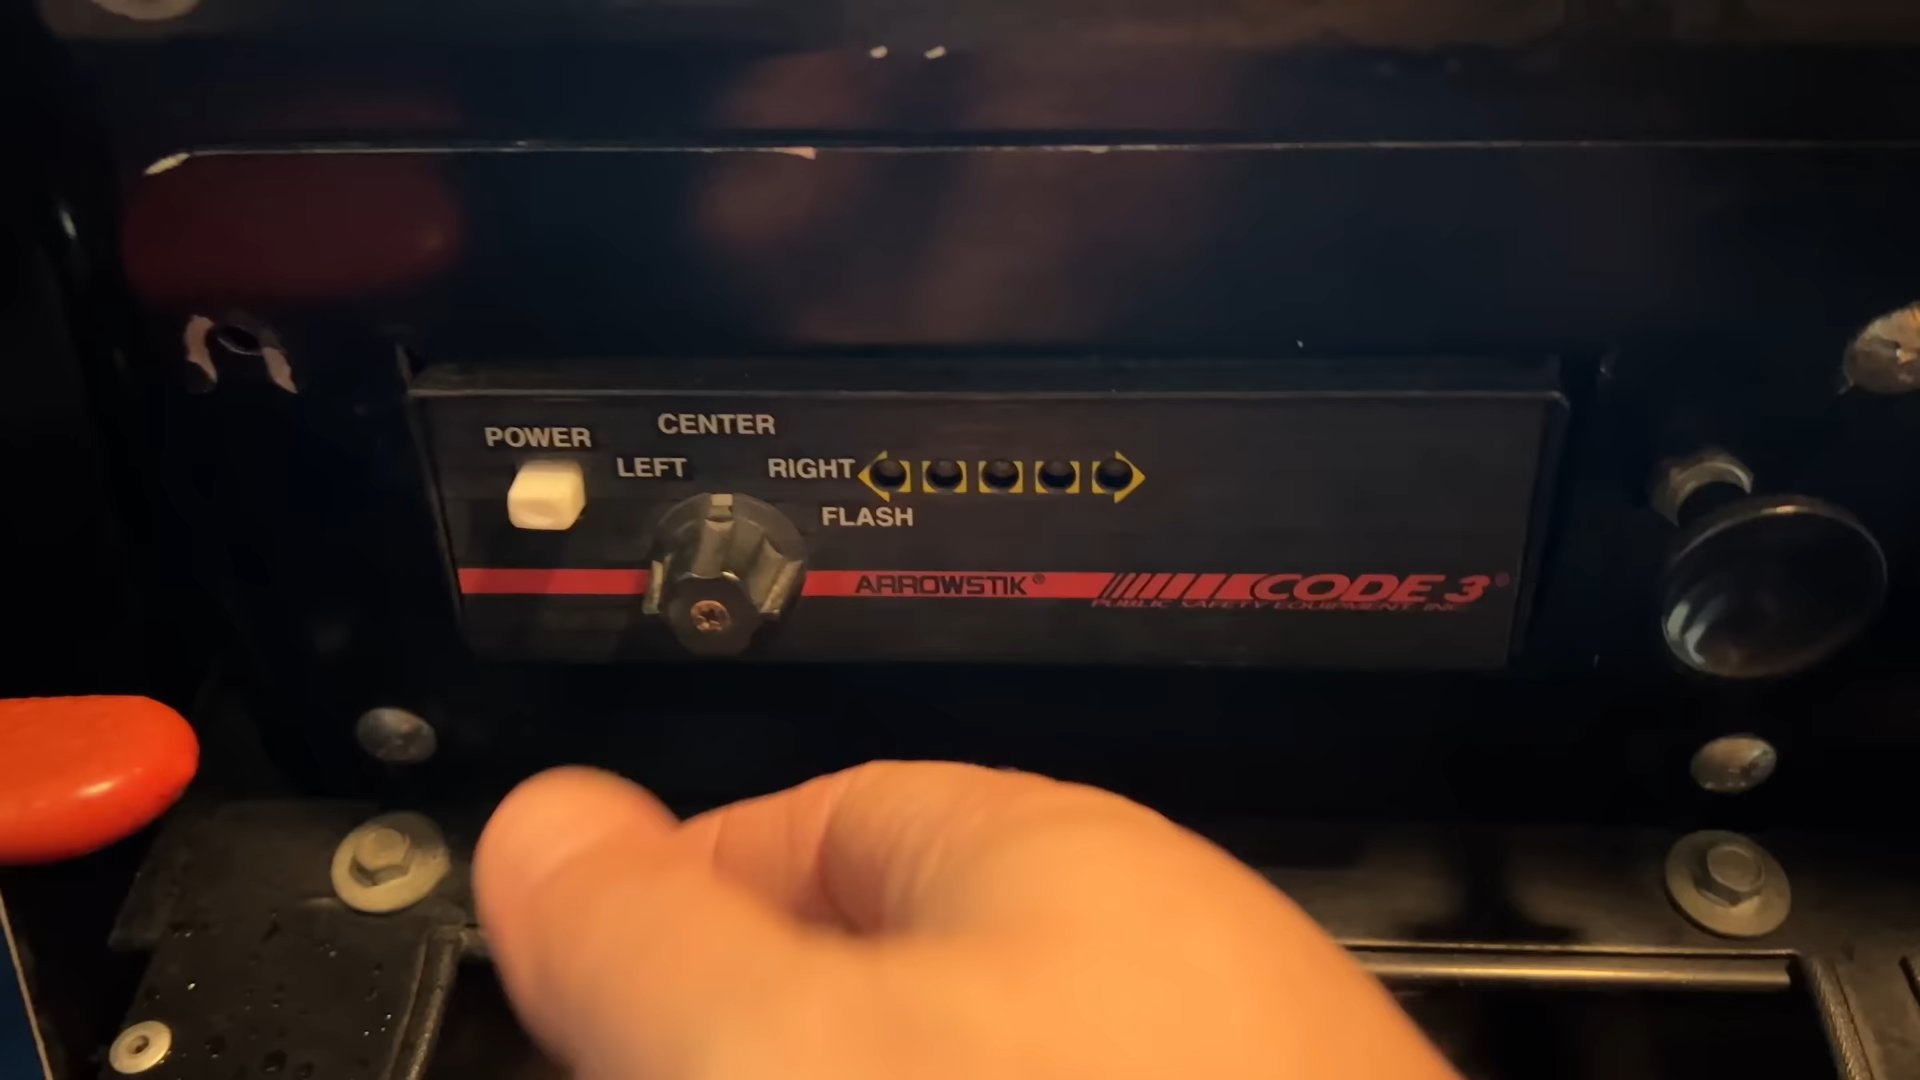 POWER
CENTER
LEFT
RIGHT
FLASH
ARROWSTIK®
CODE 3®
PUBLIC SAFETY EQUIPMENT, INC.